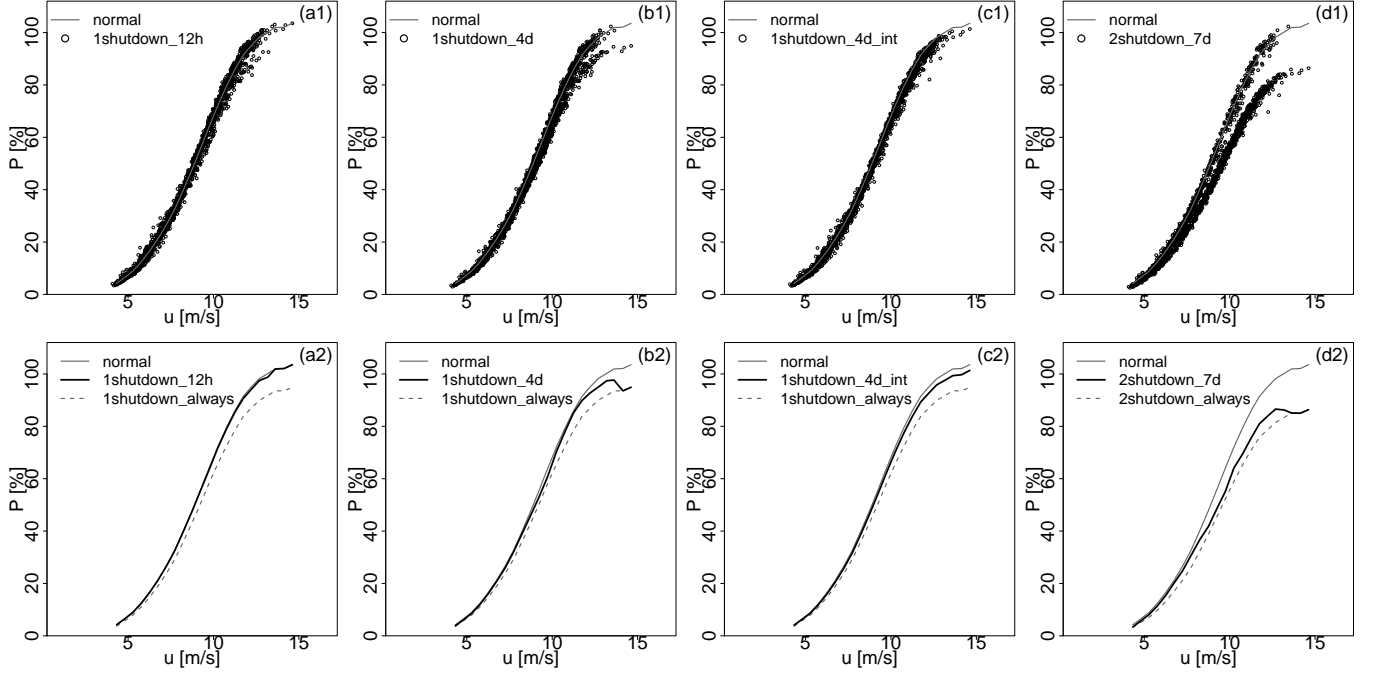 (a1)
normal
1shutdown_12h
P [%]
0 20 40 60 80 100
5 10 15
u [m/s]
(b1)
normal
1shutdown_4d
P [%]
0 20 40 60 80 100
5 10 15
u [m/s]
(c1)
normal
1shutdown_4d_int
P [%]
0 20 40 60 80 100
5 10 15
u [m/s]
(d1)
normal
2shutdown_7d
P [%]
0 20 40 60 80 100
5 10 15
u [m/s]
(a2)
normal
1shutdown_12h
1shutdown_always
P [%]
0 20 40 60 80 100
5 10 15
u [m/s]
(b2)
normal
1shutdown_4d
1shutdown_always
P [%]
0 20 40 60 80 100
5 10 15
u [m/s]
(c2)
normal
1shutdown_4d_int
1shutdown_always
P [%]
0 20 40 60 80 100
5 10 15
u [m/s]
(d2)
normal
2shutdown_7d
2shutdown_always
P [%]
0 20 40 60 80 100
5 10 15
u [m/s]